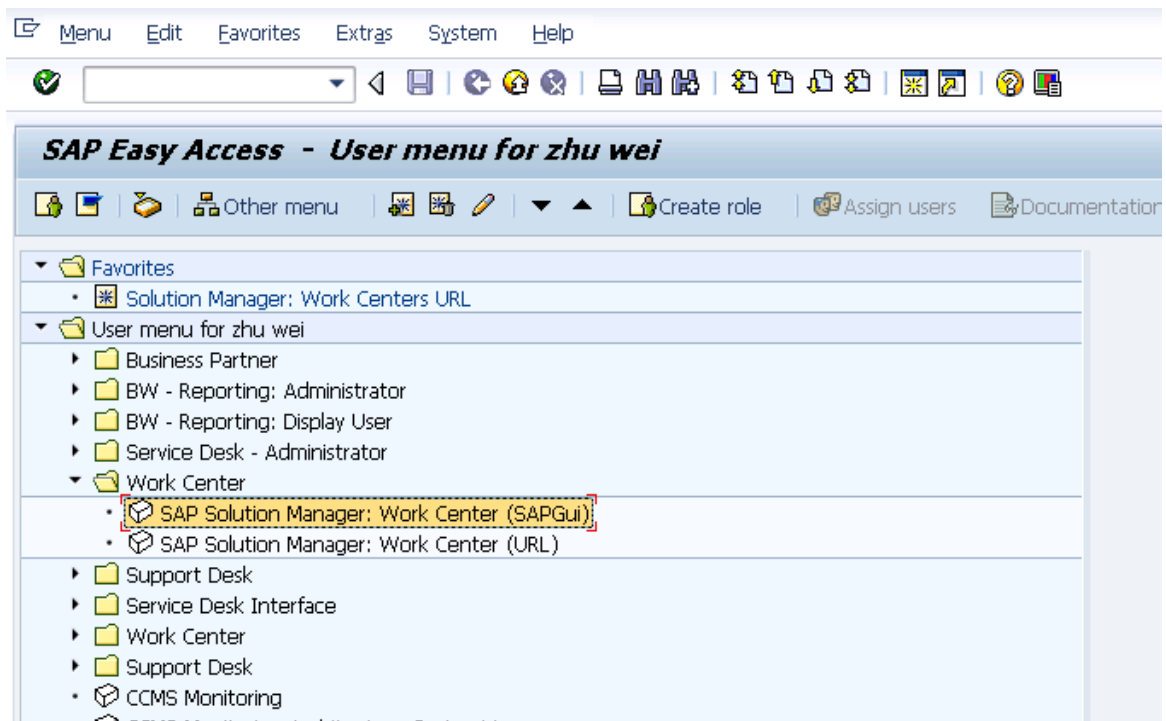 Menu Edit Favorites Extras System Help
SAP Easy Access - User menu for zhu wei
Other menu Create role Assign users Documentation
Favorites
Solution Manager: Work Centers URL
User menu for zhu wei
Business Partner
BW - Reporting: Administrator
BW - Reporting: Display User
Service Desk - Administrator
Work Center
SAP Solution Manager: Work Center (SAPGui)
SAP Solution Manager: Work Center (URL)
Support Desk
Service Desk Interface
Work Center
Support Desk
CCMS Monitoring